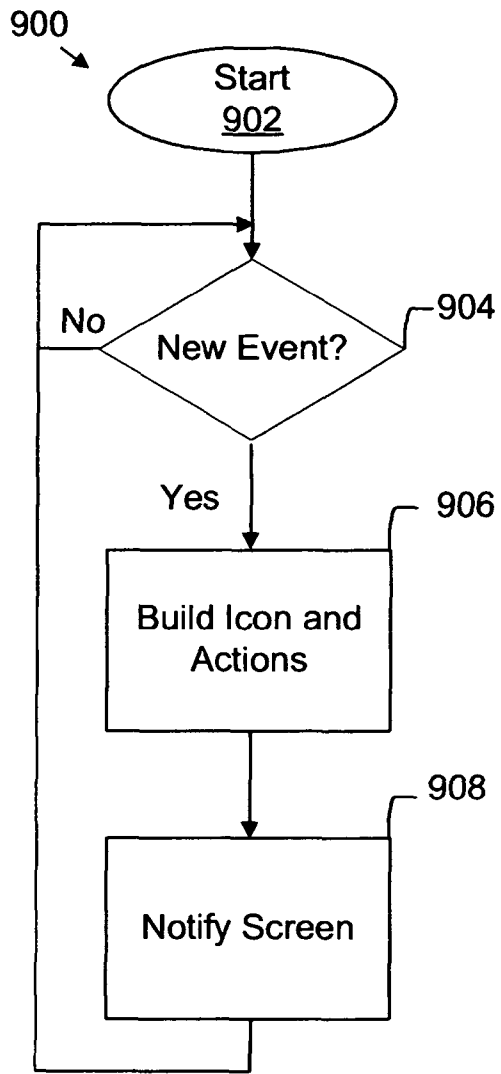 900
Start
902
No
New Event?
904
Yes
906
Build Icon and
Actions
908
Notify Screen